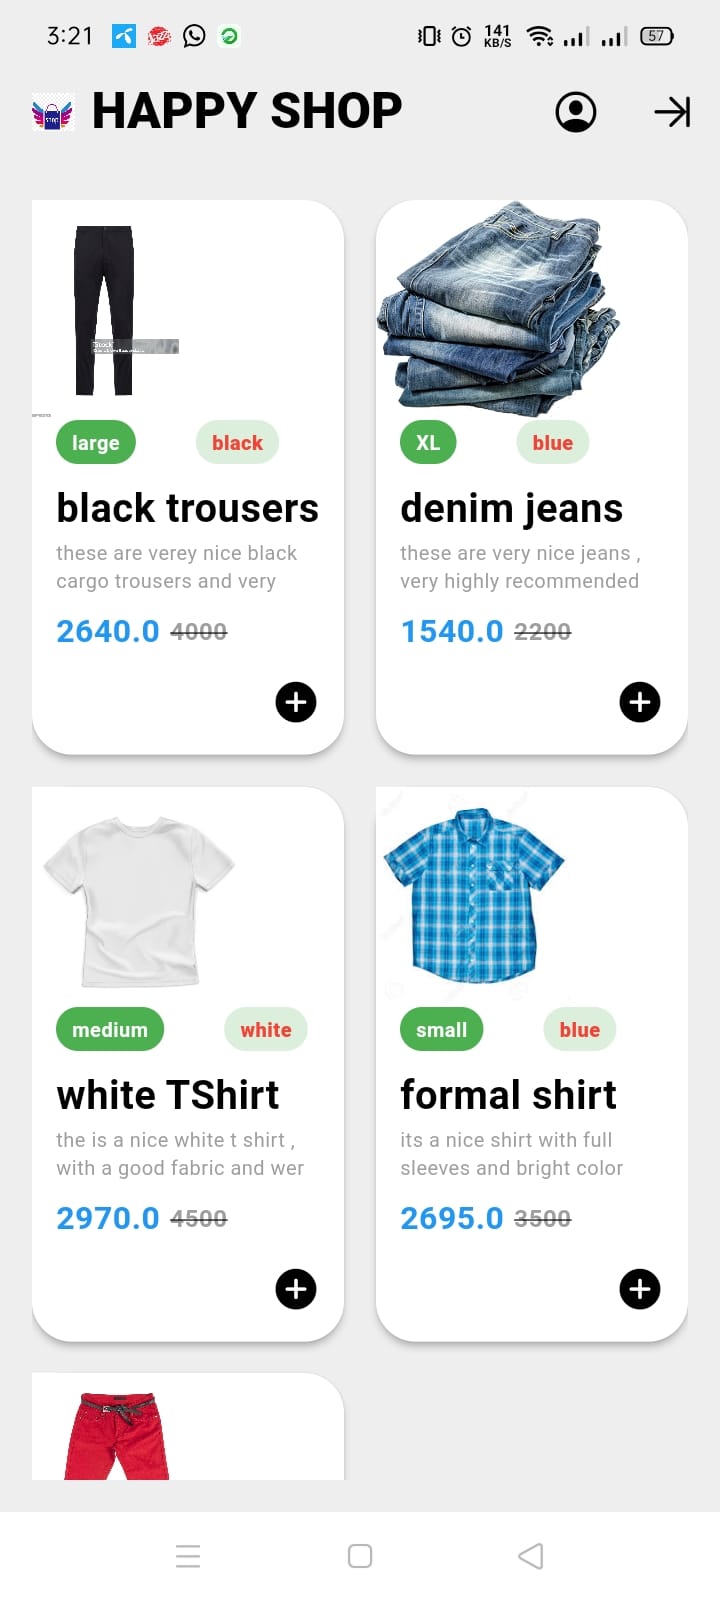 3:21
141
KB/S
57
shop
HAPPY SHOP
iStock
large
black
black trousers
these are verey nice black
cargo trousers and very
2640.0 4000
XL
blue
denim jeans
these are very nice jeans ,
very highly recommended
1540.0 2200
medium
white
white TShirt
the is a nice white t shirt ,
with a good fabric and wer
2970.0 4500
small
blue
formal shirt
its a nice shirt with full
sleeves and bright color
2695.0 3500